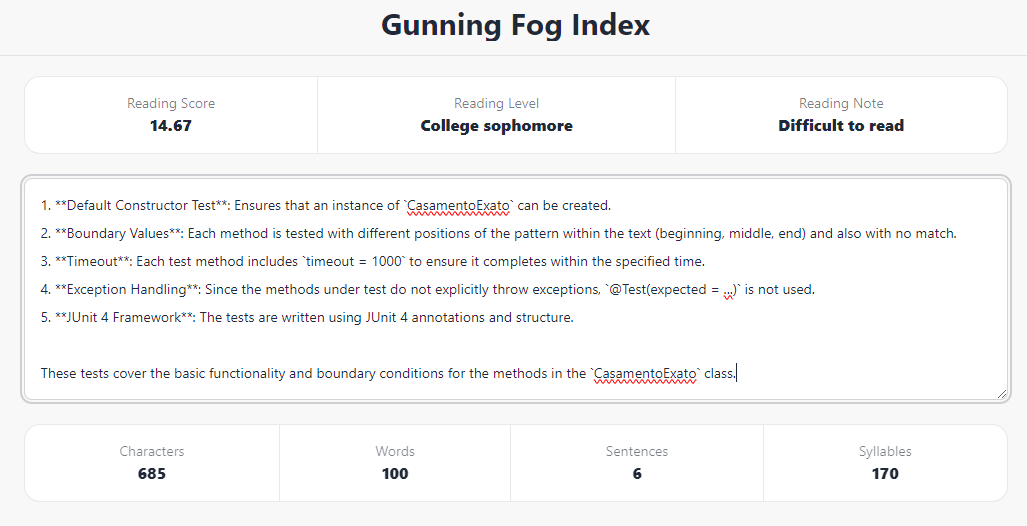 Gunning Fog Index
Reading Score
14.67
Reading Level
College sophomore
Reading Note
Difficult to read
1. **Default Constructor Test**: Ensures that an instance of `CasamentoExato` can be created.
2. **Boundary Values**: Each method is tested with different positions of the pattern within the text (beginning, middle, end) and also with no match.
3. **Timeout**: Each test method includes `timeout = 1000` to ensure it completes within the specified time.
4. **Exception Handling**: Since the methods under test do not explicitly throw exceptions, `@Test(expected = ...)` is not used.
5. **JUnit 4 Framework**: The tests are written using JUnit 4 annotations and structure.
These tests cover the basic functionality and boundary conditions for the methods in the `CasamentoExato` class.
Characters
685
Words
100
Sentences
6
Syllables
170